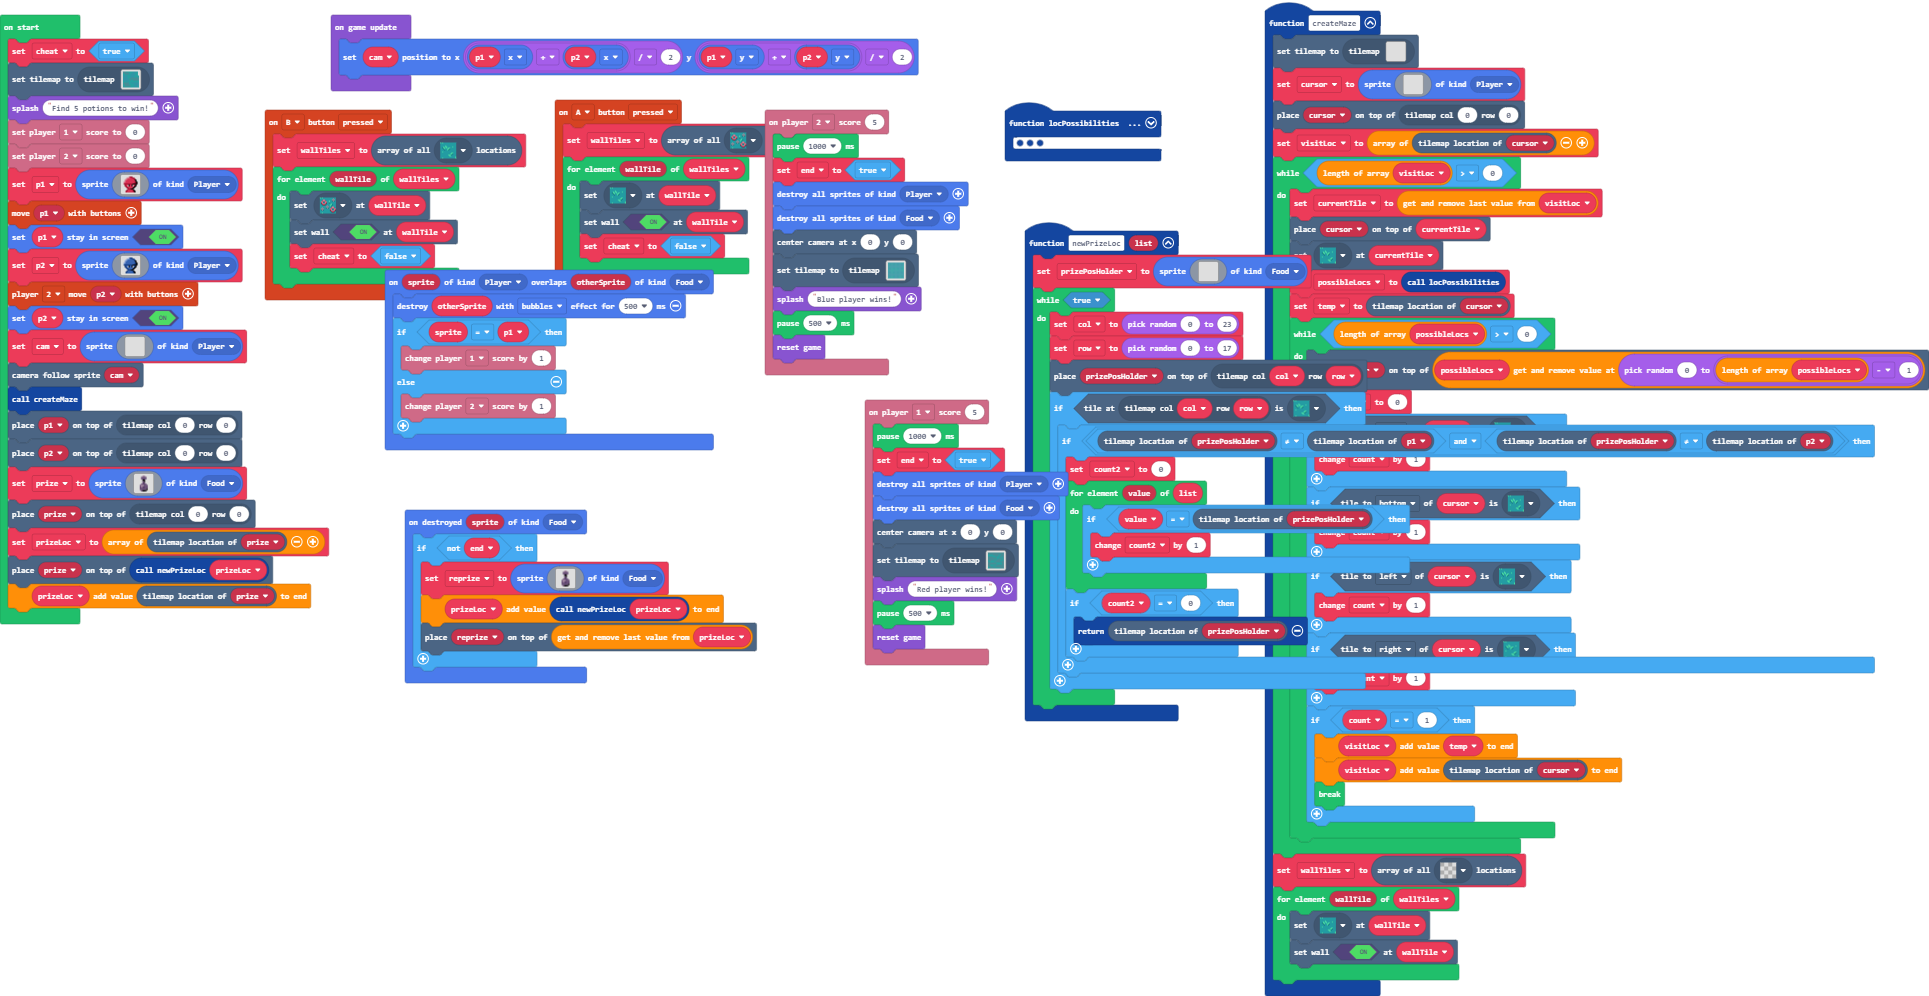 on start
set cheat to true
set tilemap to tilemap
splash "Find 5 potions to win!"
set player 1 score to 0
set player 2 score to 0
set p1 to sprite of kind Player
move p1 with buttons
set p1 stay in screen ON
set p2 to sprite of kind Player
player 2 move p2 with buttons
set p2 stay in screen ON
set cam to sprite of kind Player
camera follow sprite cam
call createMaze
place p1 on top of tilemap col 0 row 0
place p2 on top of tilemap col 0 row 0
set prize to sprite of kind Food
place prize on top of tilemap col 0 row 0
set prizeLoc to array of tilemap location of prize
place prize on top of call newPrizeLoc prizeLoc
prizeLoc add value tilemap location of prize to end
on game update
set cam position to x p1 x + p2 x / 2 y p1 y + p2 y / 2
on B button pressed
set wallTiles to array of all locations
for element wallTile of wallTiles
do
set at wallTile
set wall ON at wallTile
set cheat to false
on A button pressed
set wallTiles to array of all
for element wallTile of wallTiles
do
set at wallTile
set wall ON at wallTile
set cheat to false
on sprite of kind Player overlaps otherSprite of kind Food
destroy otherSprite with bubbles effect for 500 ms
if sprite = p1 then
change player 1 score by 1
else
change player 2 score by 1
on destroyed sprite of kind Food
if not end then
set reprize to sprite of kind Food
prizeLoc add value call newPrizeLoc prizeLoc to end
place reprize on top of get and remove last value from prizeLoc
on player 2 score 5
pause 1000 ms
set end to true
destroy all sprites of kind Player
destroy all sprites of kind Food
center camera at x 0 y 0
set tilemap to tilemap
splash "Blue player wins!"
pause 500 ms
reset game
on player 1 score 5
pause 1000 ms
set end to true
destroy all sprites of kind Player
destroy all sprites of kind Food
center camera at x 0 y 0
set tilemap to tilemap
splash "Red player wins!"
pause 500 ms
reset game
function locPossibilities ...
function newPrizeLoc list
set prizePosHolder to sprite of kind Food
while true
do
set col to pick random 0 to 23
set row to pick random 0 to 17
place prizePosHolder on top of tilemap col col row row
if tile at tilemap col col row row is then
if tilemap location of prizePosHolder ≠ tilemap location of p1 and tilemap location of prizePosHolder ≠ tilemap location of p2 then
set count2 to 0
for element value of list
do
if value = tilemap location of prizePosHolder then
change count2 by 1
if count2 = 0 then
return tilemap location of prizePosHolder
function createMaze
set tilemap to tilemap
set cursor to sprite of kind Player
place cursor on top of tilemap col 0 row 0
set visitLoc to array of tilemap location of cursor
while length of array visitLoc > 0
do
set currentTile to get and remove last value from visitLoc
place cursor on top of currentTile
at currentTile
possibleLocs to call locPossibilities
set temp to tilemap location of cursor
while length of array possibleLocs > 0
do
on top of possibleLocs get and remove value at pick random 0 to length of array possibleLocs - 1
to 0
change count by 1
if tile to bottom of cursor is then
change count by 1
if tile to left of cursor is then
change count by 1
if tile to right of cursor is then
by 1
if count = 1 then
visitLoc add value temp to end
visitLoc add value tilemap location of cursor to end
break
set wallTiles to array of all locations
for element wallTile of wallTiles
do
set at wallTile
set wall ON at wallTile